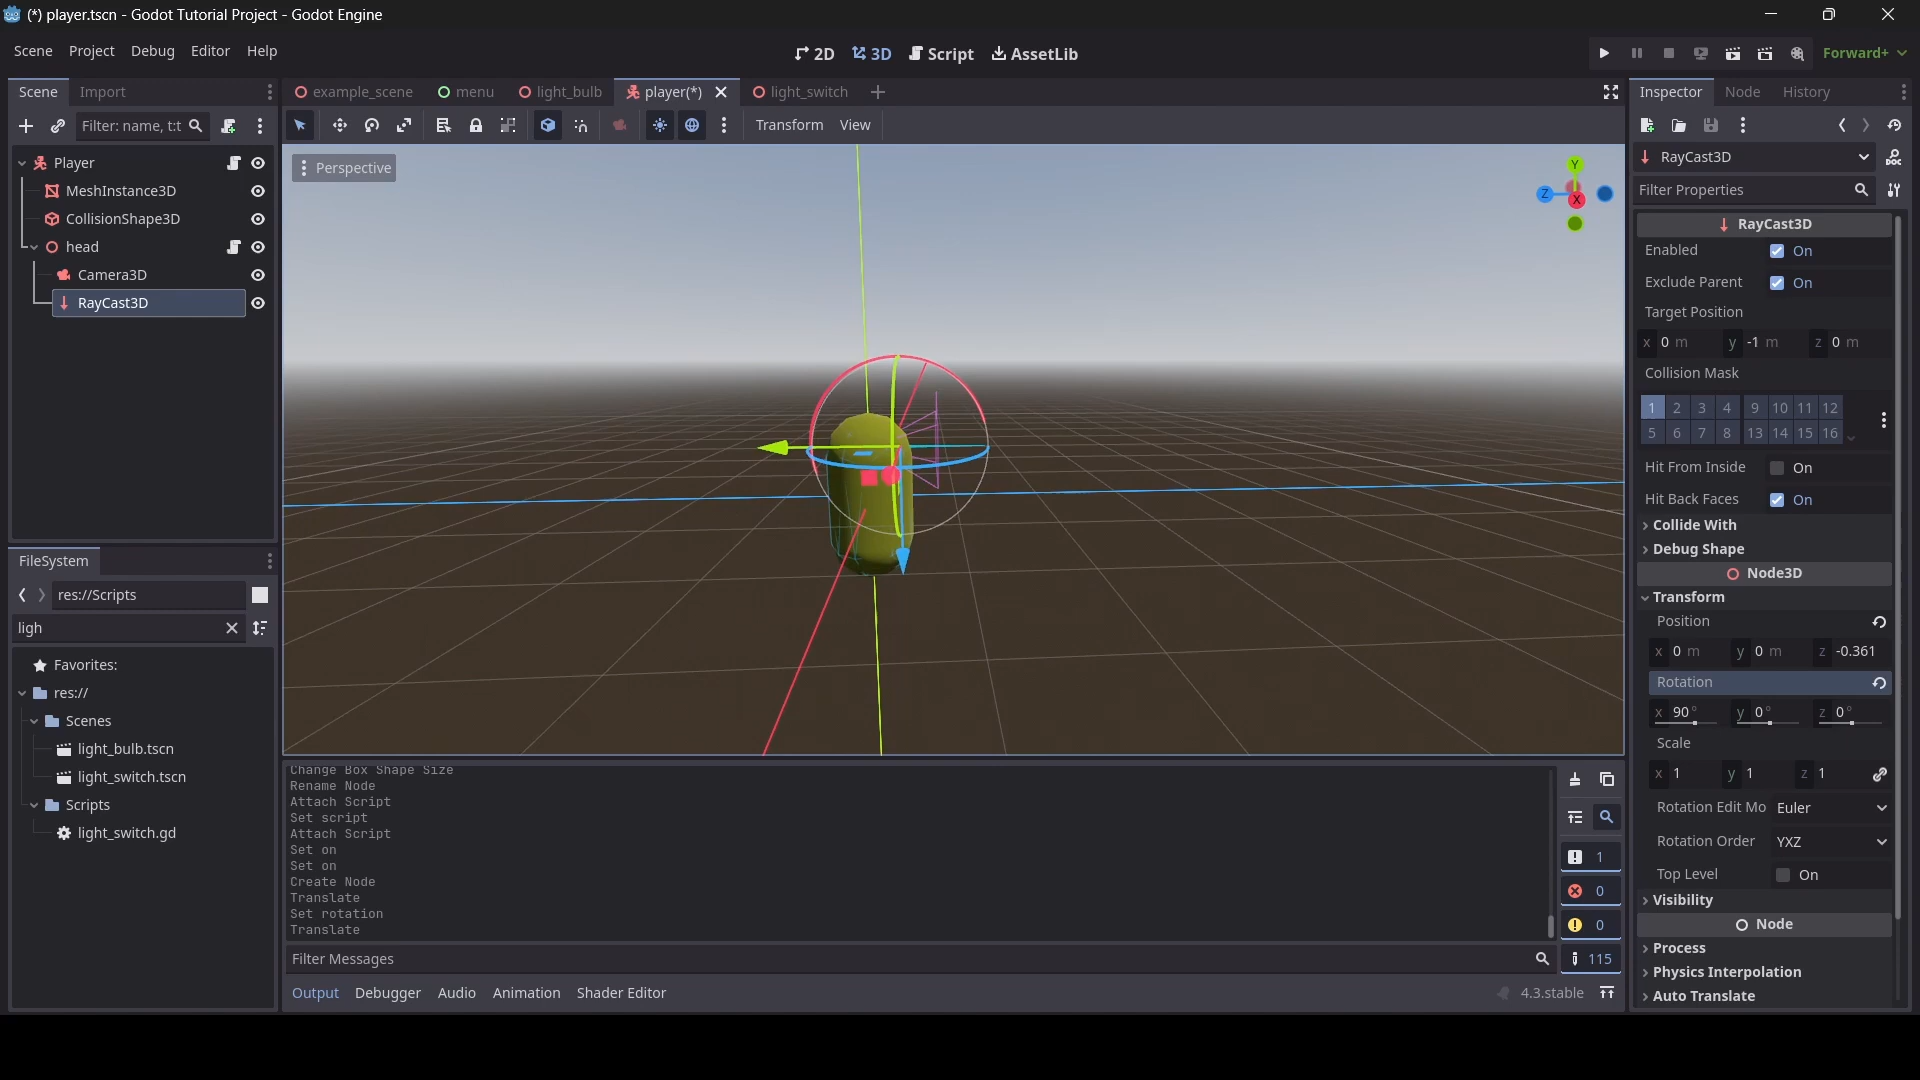 (*) player.tscn - Godot Tutorial Project - Godot Engine
Scene Project Debug Editor Help
2D 3D Script AssetLib
Forward+
Scene Import
example_scene menu light_bulb player(*) light_switch
Inspector Node History
Filter: name, t:t
Transform View
Player
MeshInstance3D
CollisionShape3D
head
Camera3D
RayCast3D
Perspective
Y
Z
X
FileSystem
res://Scripts
ligh
Favorites:
res://
Scenes
light_bulb.tscn
light_switch.tscn
Scripts
light_switch.gd
Change Box Shape Size
Rename Node
Attach Script
Set script
Attach Script
Set on
Set on
Create Node
Translate
Set rotation
Translate
Filter Messages
1
0
0
115
Output Debugger Audio Animation Shader Editor
4.3.stable
RayCast3D
DOC
Filter Properties
RayCast3D
Enabled On
Exclude Parent On
Target Position
x 0 m y -1 m z 0 m
Collision Mask
1 2 3 4 9 10 11 12
5 6 7 8 13 14 15 16
Hit From Inside On
Hit Back Faces On
Collide With
Debug Shape
Node3D
Transform
Position
x 0 m y 0 m z -0.361
Rotation
x 90° y 0° z 0°
Scale
x 1 y 1 z 1
Rotation Edit Mo Euler
Rotation Order YXZ
Top Level On
Visibility
Node
Process
Physics Interpolation
Auto Translate